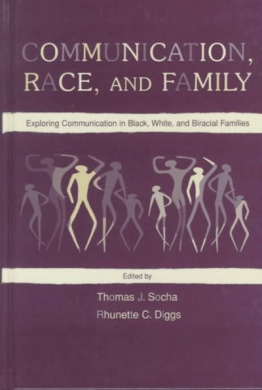 COMMUNICATION,
RACE, AND FAMILY
Exploring Communication in Black, White, and Biracial Families
Edited by
Thomas J. Socha
Rhunette C. Diggs